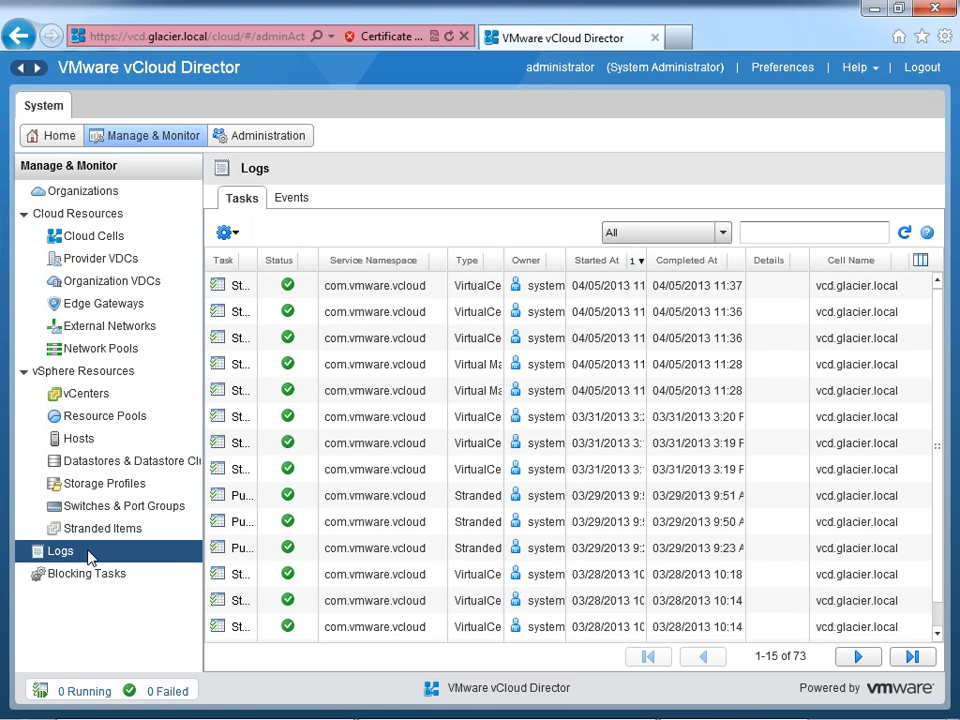 https://vcd.glacier.local/cloud/#/adminAct
Certificate ...
VMware vCloud Director
VMware vCloud Director
administrator (System Administrator) | Preferences | Help | Logout
System
Home
Manage & Monitor
Administration
Manage & Monitor
Organizations
Cloud Resources
Cloud Cells
Provider VDCs
Organization VDCs
Edge Gateways
External Networks
Network Pools
vSphere Resources
vCenters
Resource Pools
Hosts
Datastores & Datastore Cl
Storage Profiles
Switches & Port Groups
Stranded Items
Logs
Blocking Tasks
Logs
Tasks Events
All
Task Status Service Namespace Type Owner Started At 1 Completed At Details Cell Name
St... com.vmware.vcloud VirtualCe system 04/05/2013 11 04/05/2013 11:37 vcd.glacier.local
St... com.vmware.vcloud VirtualCe system 04/05/2013 11 04/05/2013 11:36 vcd.glacier.local
St... com.vmware.vcloud VirtualCe system 04/05/2013 11 04/05/2013 11:36 vcd.glacier.local
St... com.vmware.vcloud Virtual Ma system 04/05/2013 11 04/05/2013 11:28 vcd.glacier.local
St... com.vmware.vcloud Virtual Ma system 04/05/2013 11 04/05/2013 11:28 vcd.glacier.local
St... com.vmware.vcloud VirtualCe system 03/31/2013 3:2 03/31/2013 3:20 P vcd.glacier.local
St... com.vmware.vcloud VirtualCe system 03/31/2013 3: 03/31/2013 3:19 P vcd.glacier.local
St... com.vmware.vcloud VirtualCe system 03/31/2013 3: 03/31/2013 3:19 P vcd.glacier.local
Pu... com.vmware.vcloud Stranded system 03/29/2013 9: 03/29/2013 9:51 A vcd.glacier.local
Pu... com.vmware.vcloud Stranded system 03/29/2013 9: 03/29/2013 9:50 A vcd.glacier.local
Pu... com.vmware.vcloud Stranded system 03/29/2013 9:2 03/29/2013 9:23 A vcd.glacier.local
St... com.vmware.vcloud VirtualCe system 03/28/2013 10 03/28/2013 10:18 vcd.glacier.local
St... com.vmware.vcloud VirtualCe system 03/28/2013 10 03/28/2013 10:14 vcd.glacier.local
St... com.vmware.vcloud VirtualCe system 03/28/2013 10 03/28/2013 10:14 vcd.glacier.local
1-15 of 73
0 Running 0 Failed
VMware vCloud Director
Powered by vmware